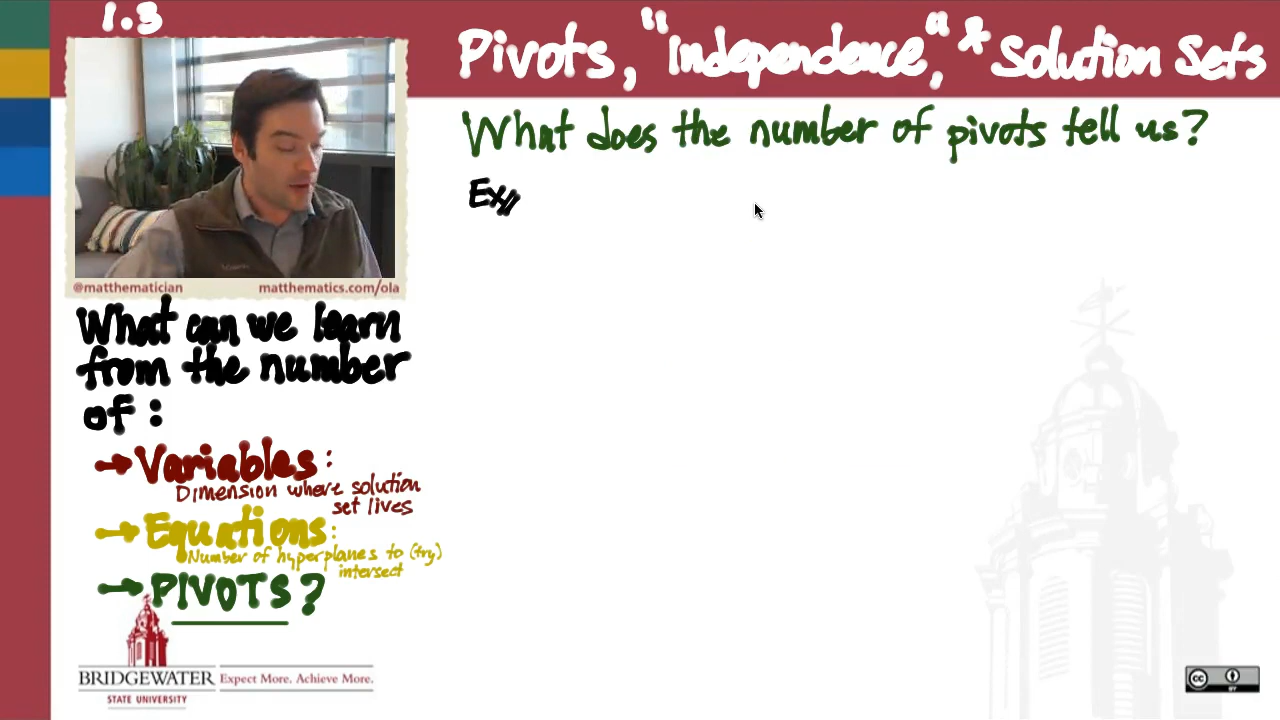 1.3
Pivots, "Independence," & Solution Sets
What does the number of pivots tell us?
Ex//
@matthematician
matthematics.com/ola
What can we learn
from the number
of:
→ Variables:
Dimension where solution
set lives
→ Equations:
Number of hyperplanes to (try)
intersect
→ PIVOTS?
BRIDGEWATER
STATE UNIVERSITY
Expect More. Achieve More.
cc
BY